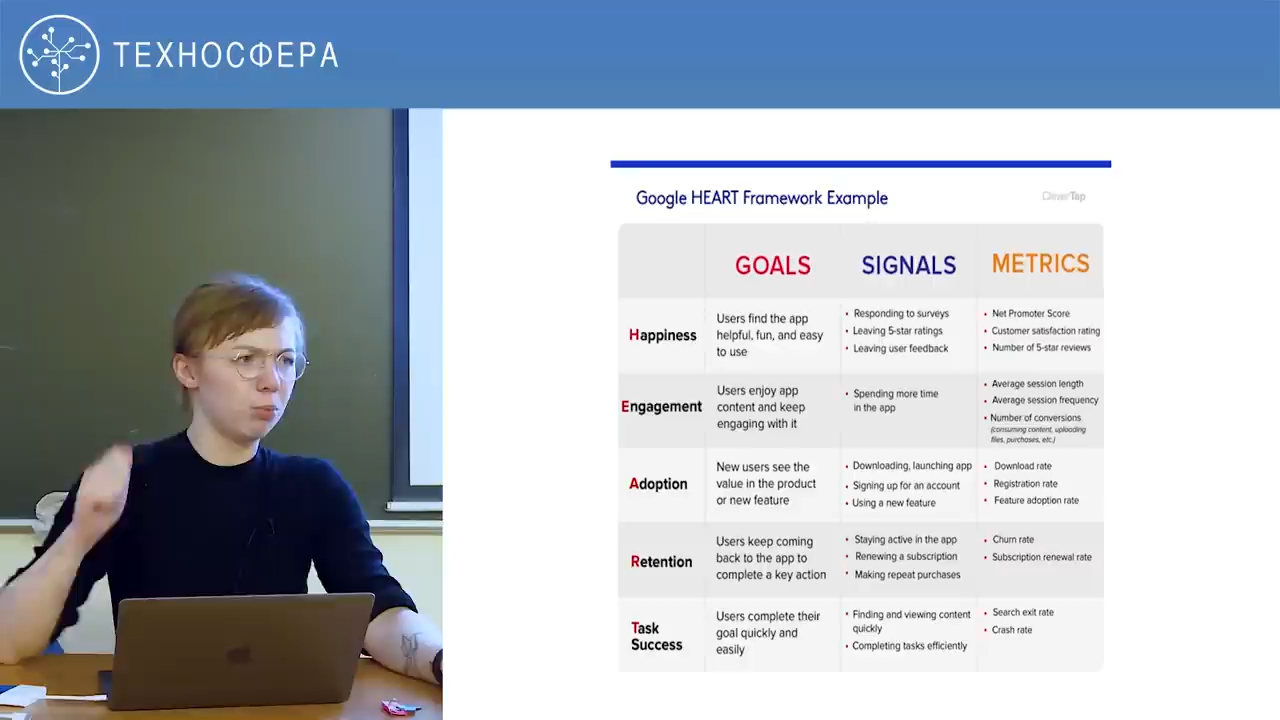 ТЕХНОСФЕРА
Google HEART Framework Example
CleverTap
GOALS
SIGNALS
METRICS
Happiness
Users find the app
helpful, fun, and easy
to use
• Responding to surveys
• Leaving 5-star ratings
• Leaving user feedback
• Net Promoter Score
• Customer satisfaction rating
• Number of 5-star reviews
Engagement
Users enjoy app
content and keep
engaging with it
• Spending more time
in the app
• Average session length
• Average session frequency
• Number of conversions
(consuming content, uploading
files, purchases, etc.)
Adoption
New users see the
value in the product
or new feature
• Downloading, launching app
• Signing up for an account
• Using a new feature
• Download rate
• Registration rate
• Feature adoption rate
Retention
Users keep coming
back to the app to
complete a key action
• Staying active in the app
• Renewing a subscription
• Making repeat purchases
• Churn rate
• Subscription renewal rate
Task
Success
Users complete their
goal quickly and
easily
• Finding and viewing content
quickly
• Completing tasks efficiently
• Search exit rate
• Crash rate